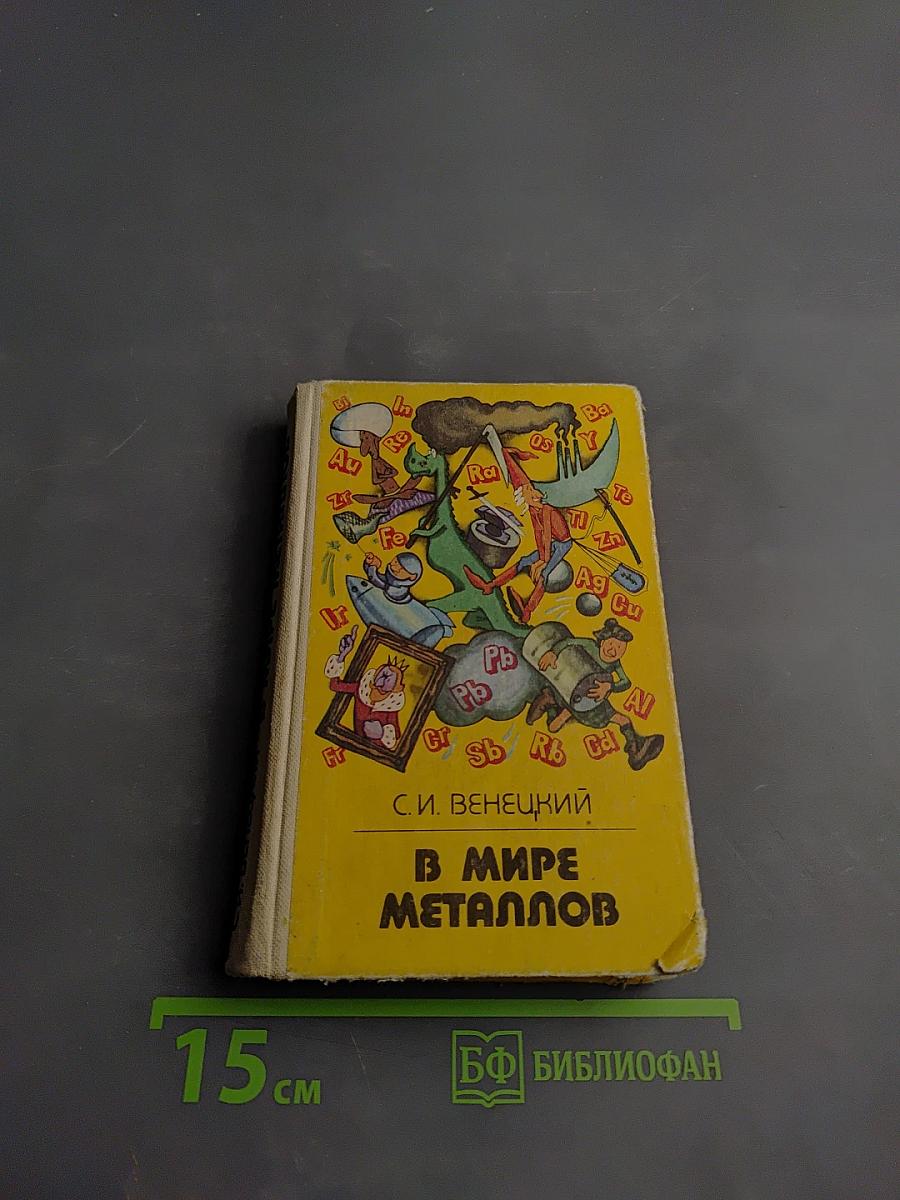 Bi
In
Ba
Re
Os
Y
Au
Ra
Zr
Te
Tl
Fe
Zn
Ag
Cu
Ir
Pb
Pb
Al
Fr
Cr
Sb
Rb
Cd
С.И. ВЕНЕЦКИЙ
В МИРЕ
МЕТАЛЛОВ
15 см
БФ БИБЛИОФАН